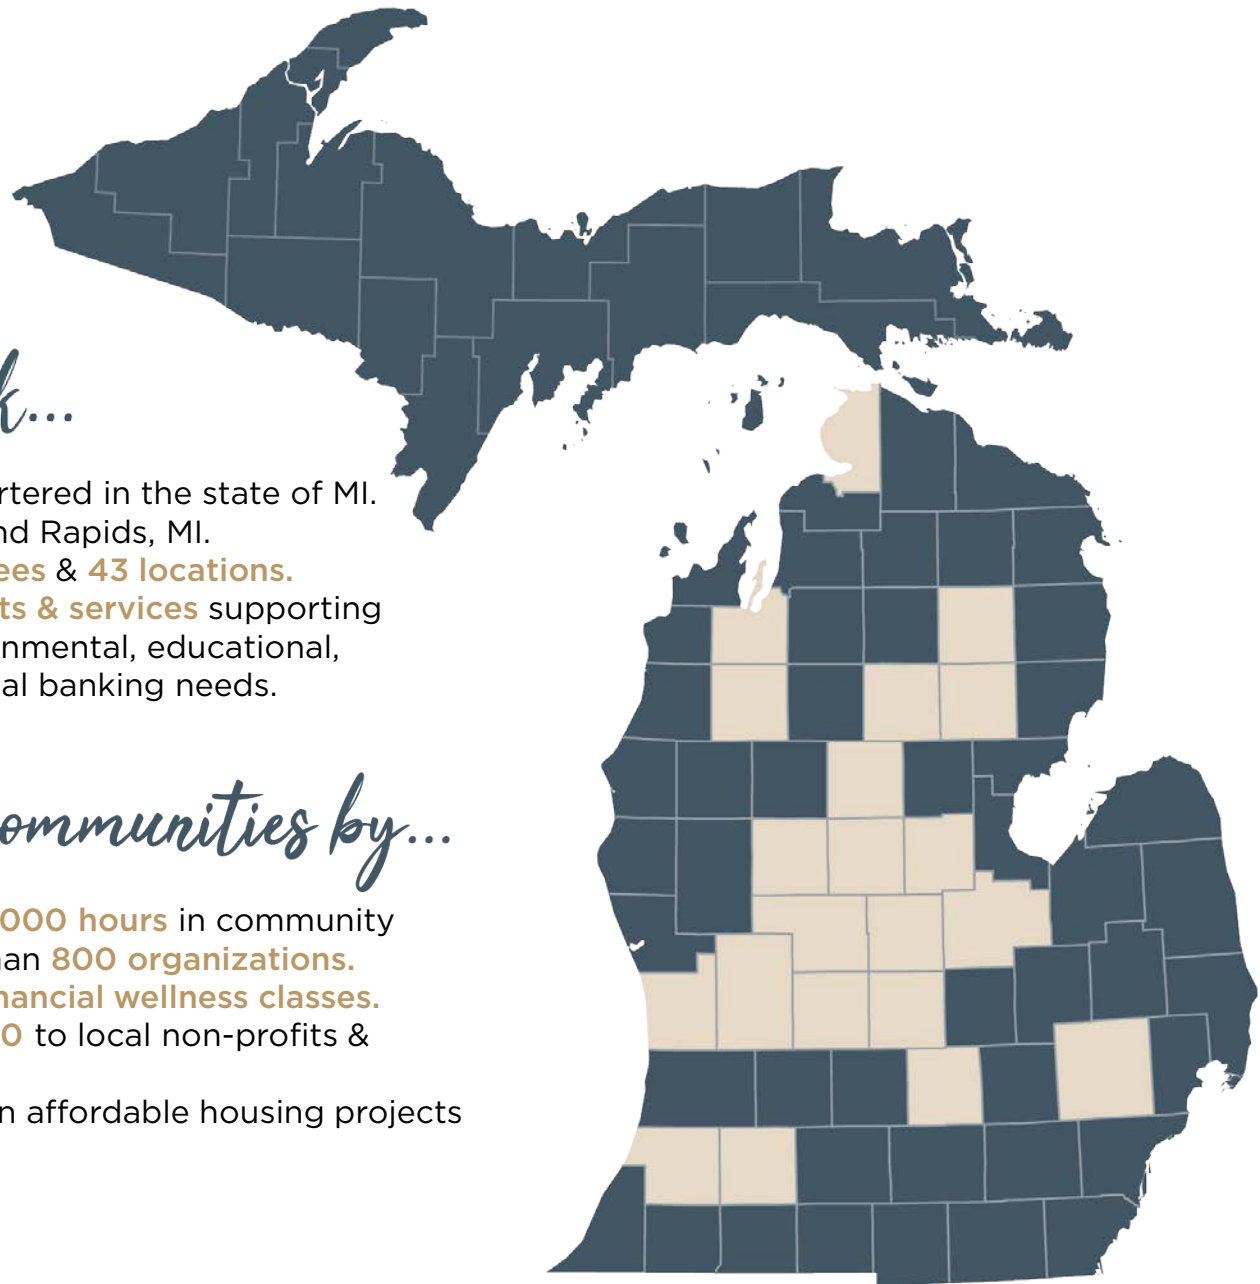 k...
rtered in the state of MI.
nd Rapids, MI.
ees & 43 locations.
ts & services supporting
nmental, educational,
al banking needs.
ommunities by...
000 hours in community
han 800 organizations.
nancial wellness classes.
0 to local non-profits &
n affordable housing projects